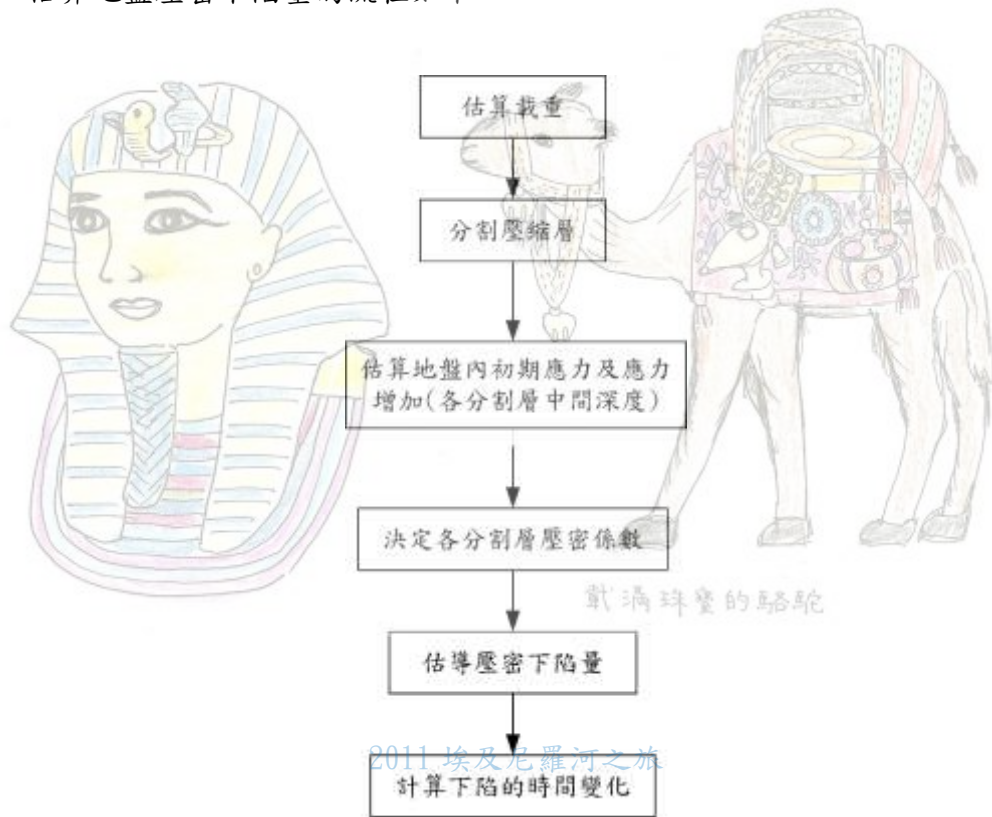 估算載重
分割壓縮層
估算地盤內初期應力及應力
增加(各分割層中間深度)
決定各分割層壓密係數
載滿珠寶的駱駝
估導壓密下陷量
2011 埃及尼羅河之旅
計算下陷的時間變化